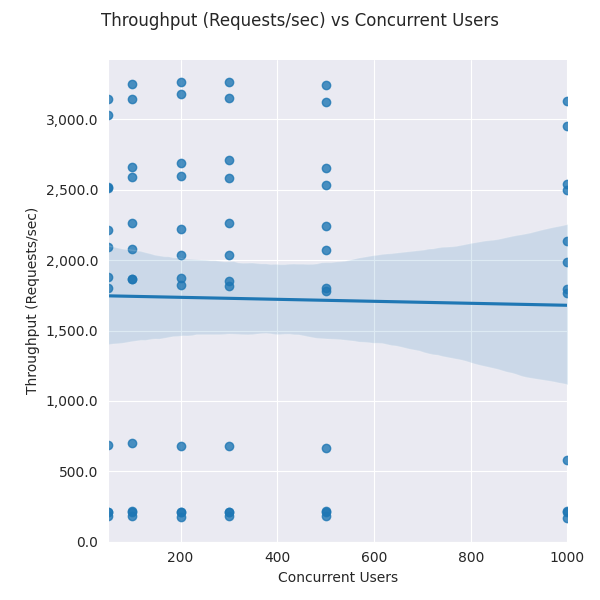 Throughput (Requests/sec) vs Concurrent Users
Throughput (Requests/sec)
3,000.0
2,500.0
2,000.0
1,500.0
1,000.0
500.0
0.0
200 400 600 800 1000
Concurrent Users